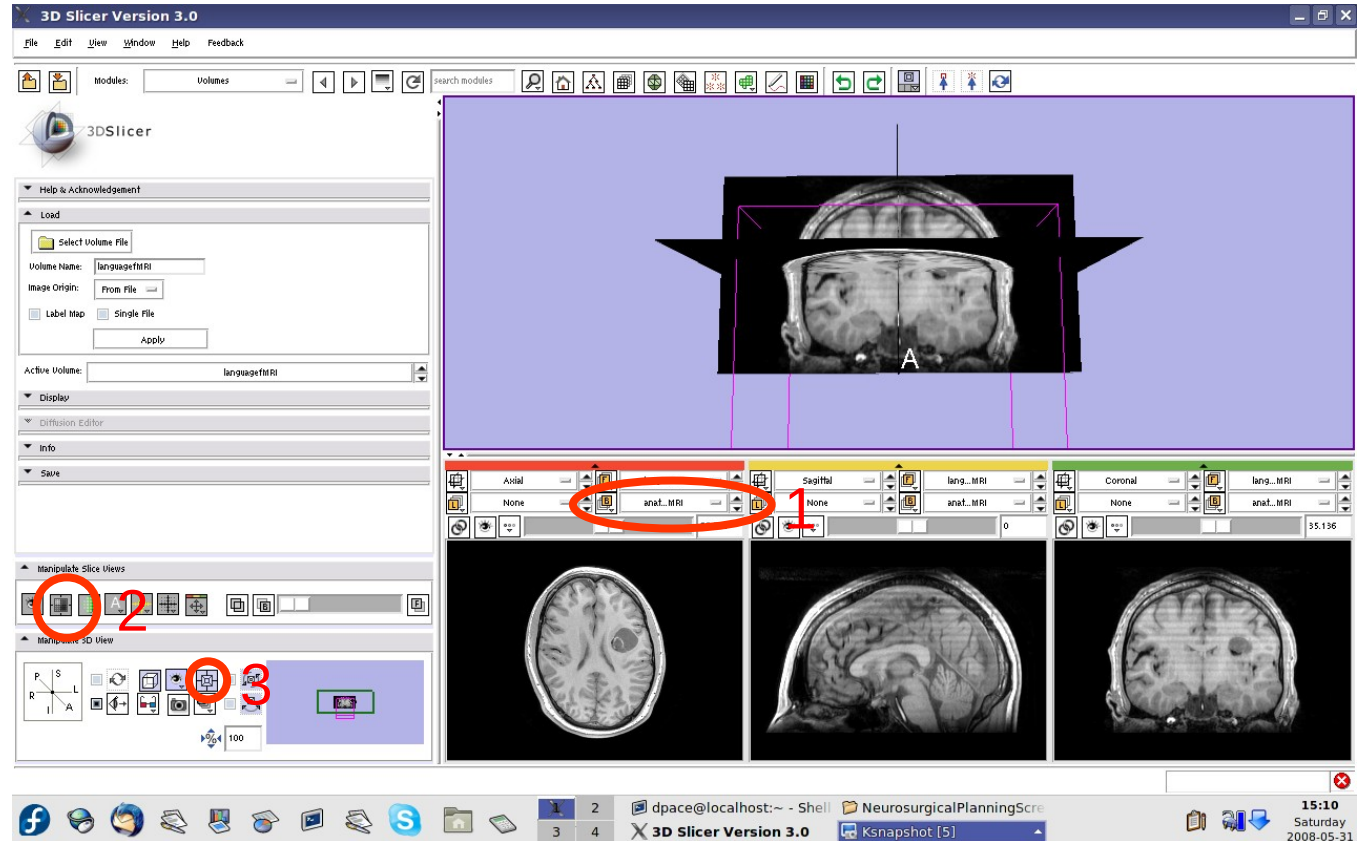 3D Slicer Version 3.0
File Edit View Window Help Feedback
Modules: Volumes search modules
3DSlicer
Help & Acknowledgement
Load
Select Volume File
Volume Name: languagefMRI
Image Origin: From File
Label Map Single File
Apply
Active Volume: languagefMRI
Display
Diffusion Editor
Info
Save
A
Axial F
L None B anat...MRI
1
Sagittal F lang...MRI
L None B anat...MRI
0
Coronal F lang...MRI
L None B anat...MRI
35.136
Manipulate Slice Views
A B F
2
Manipulate 3D View
P S
R L
I A
3
% 100
1 2
3 4
dpace@localhost:~ - Shell
NeurosurgicalPlanningScre
3D Slicer Version 3.0
Ksnapshot [5]
15:10
Saturday
2008-05-31